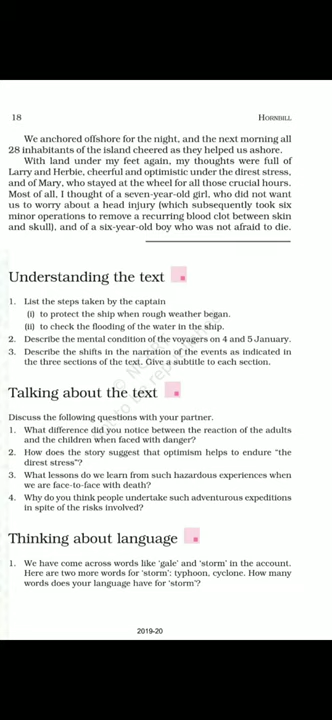 18
HORNBILL
We anchored offshore for the night, and the next morning all
28 inhabitants of the island cheered as they helped us ashore.
With land under my feet again, my thoughts were full of
Larry and Herbie, cheerful and optimistic under the direst stress,
and of Mary, who stayed at the wheel for all those crucial hours.
Most of all, I thought of a seven-year-old girl, who did not want
us to worry about a head injury (which subsequently took six
minor operations to remove a recurring blood clot between skin
and skull), and of a six-year-old boy who was not afraid to die.
Understanding the text
1. List the steps taken by the captain
(i) to protect the ship when rough weather began.
(ii) to check the flooding of the water in the ship.
2. Describe the mental condition of the voyagers on 4 and 5 January.
3. Describe the shifts in the narration of the events as indicated in
the three sections of the text. Give a subtitle to each section.
Talking about the text
Discuss the following questions with your partner.
1. What difference did you notice between the reaction of the adults
and the children when faced with danger?
2. How does the story suggest that optimism helps to endure “the
direst stress”?
3. What lessons do we learn from such hazardous experiences when
we are face-to-face with death?
4. Why do you think people undertake such adventurous expeditions
in spite of the risks involved?
Thinking about language
1. We have come across words like ‘gale’ and ‘storm’ in the account.
Here are two more words for ‘storm’: typhoon, cyclone. How many
words does your language have for ‘storm’?
2019-20